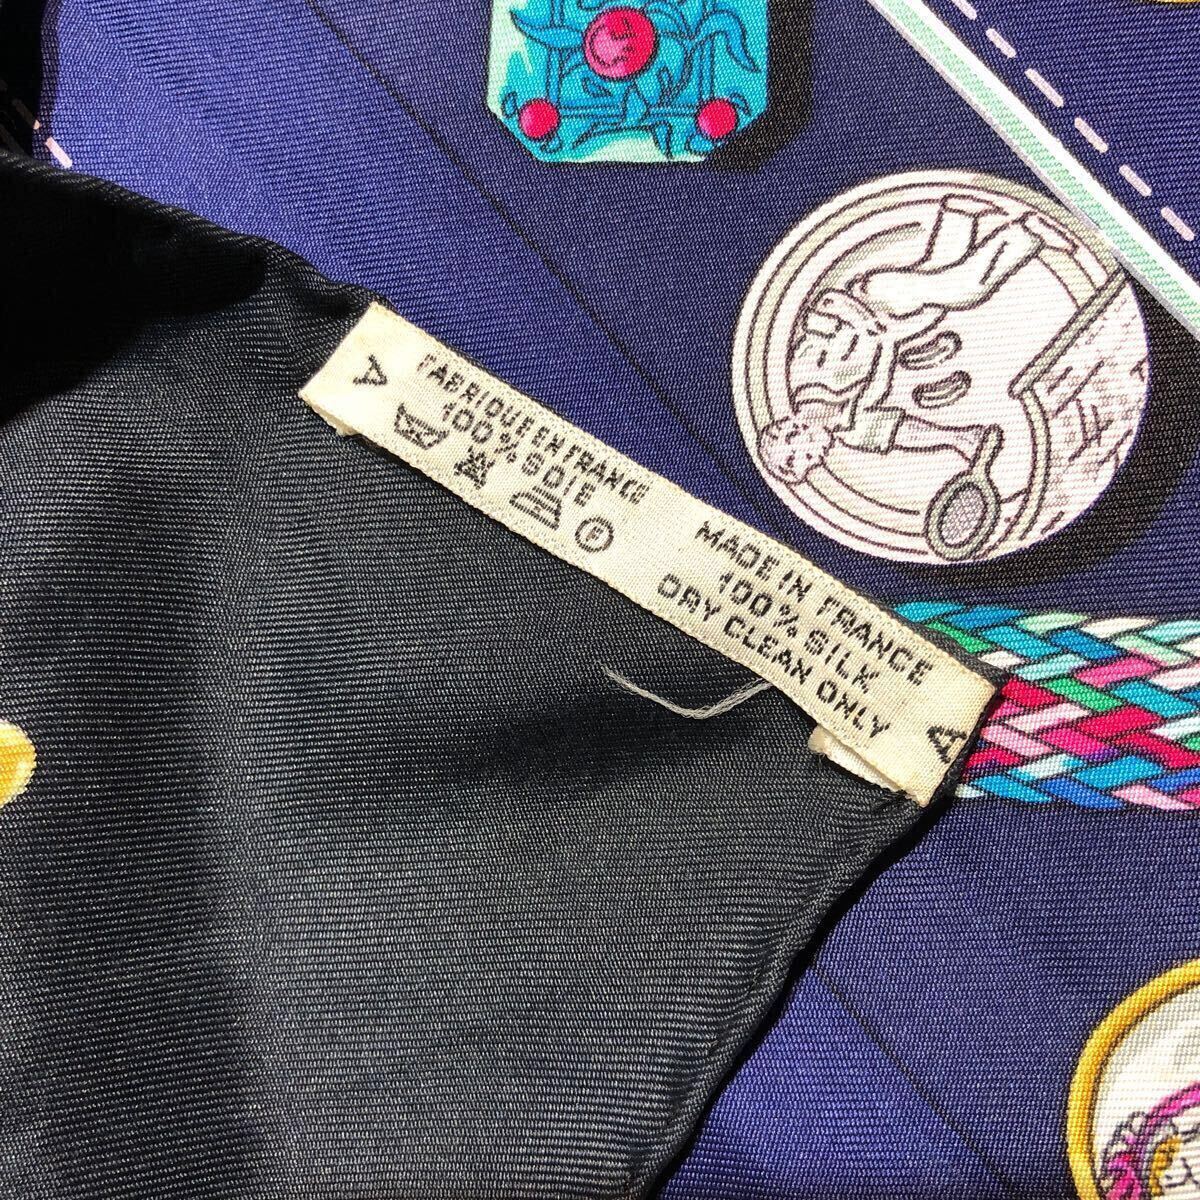 A
FABRIQUE EN FRANCE
100% SOIE
P
MADE IN FRANCE
100% SILK
DRY CLEAN ONLY
A